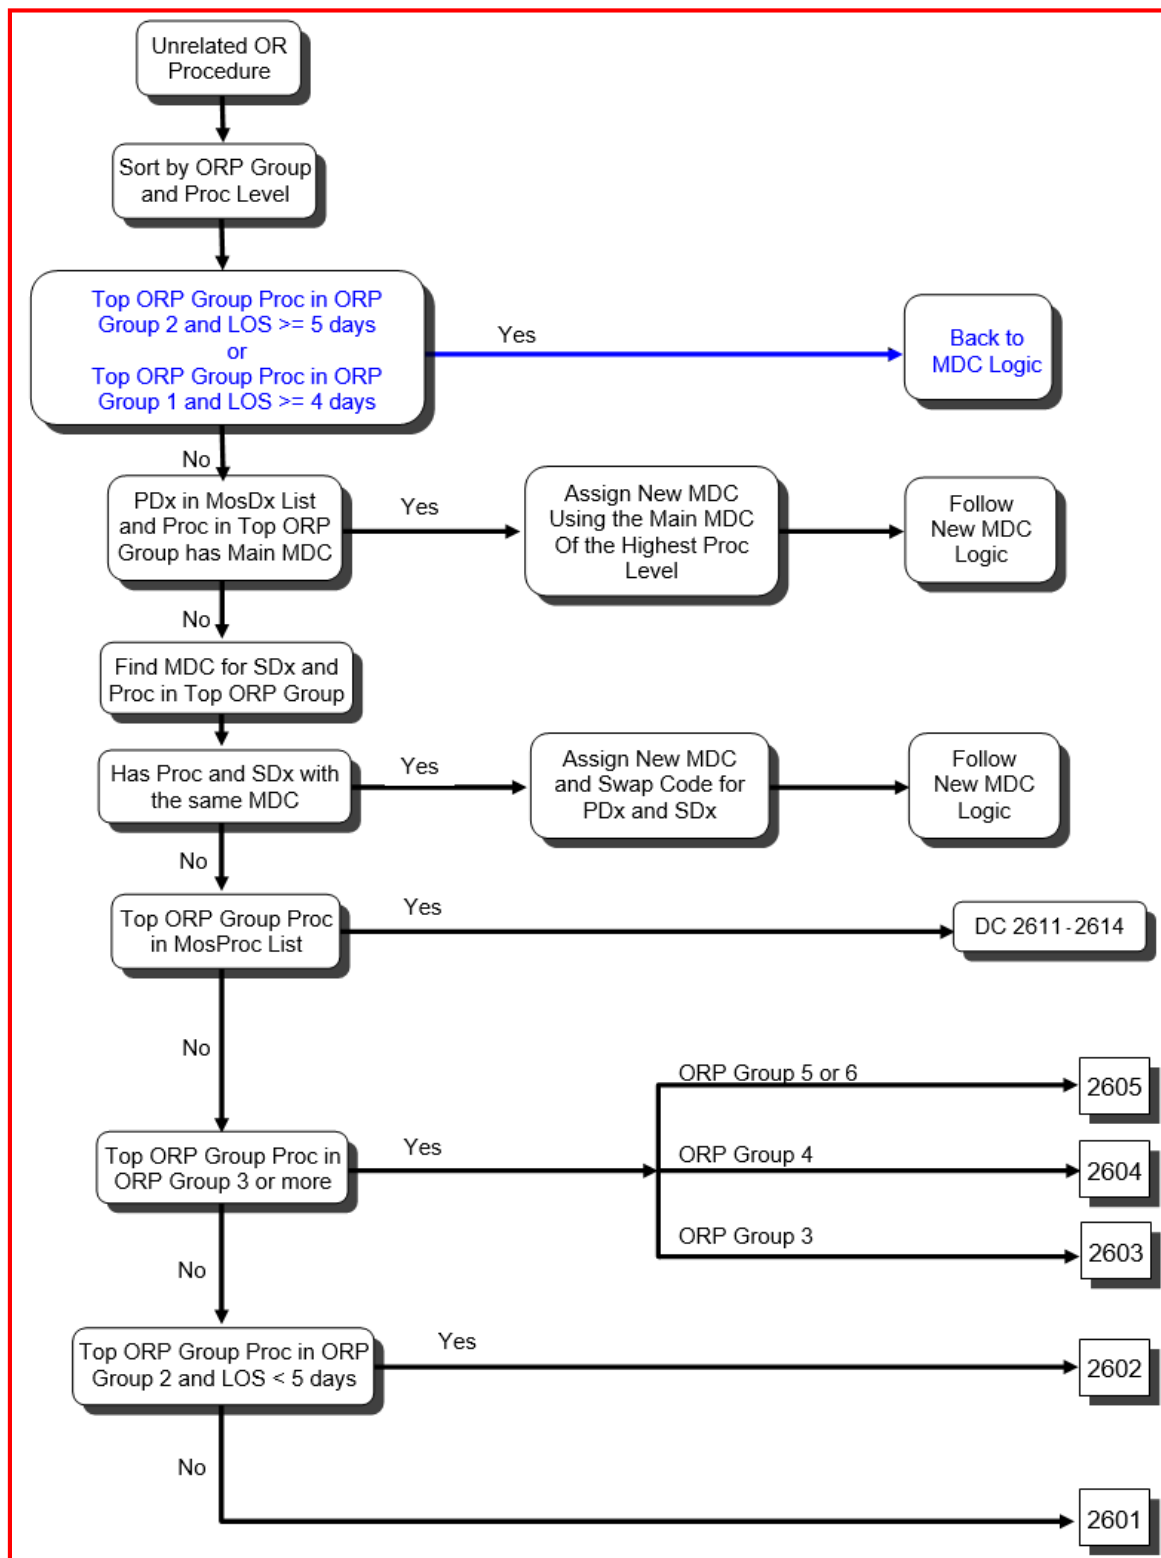 Unrelated OR
Procedure
Sort by ORP Group
and Proc Level
Top ORP Group Proc in ORP
Group 2 and LOS >= 5 days
or
Top ORP Group Proc in ORP
Group 1 and LOS >= 4 days
Yes
Back to
MDC Logic
No
PDx in MosDx List
and Proc in Top ORP
Group has Main MDC
Yes
Assign New MDC
Using the Main MDC
Of the Highest Proc
Level
Follow
New MDC
Logic
No
Find MDC for SDx and
Proc in Top ORP Group
Has Proc and SDx with
the same MDC
Yes
Assign New MDC
and Swap Code for
PDx and SDx
Follow
New MDC
Logic
No
Top ORP Group Proc
in MosProc List
Yes
DC 2611 - 2614
No
Top ORP Group Proc in
ORP Group 3 or more
Yes
ORP Group 5 or 6
2605
ORP Group 4
2604
ORP Group 3
2603
No
Top ORP Group Proc in ORP
Group 2 and LOS < 5 days
Yes
2602
No
2601